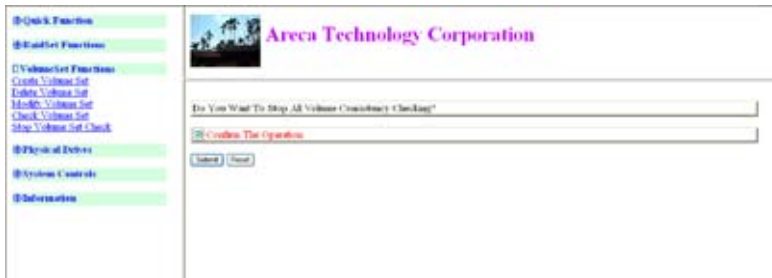 Quick Function
RaidSet Functions
VolumeSet Functions
Create Volume Set
Delete Volume Set
Modify Volume Set
Check Volume Set
Stop Volume Set Check
Physical Drives
System Controls
Information
Areca Technology Corporation
Do You Want To Stop All Volume Consistency Checking?
Confirm The Operation
Submit Reset